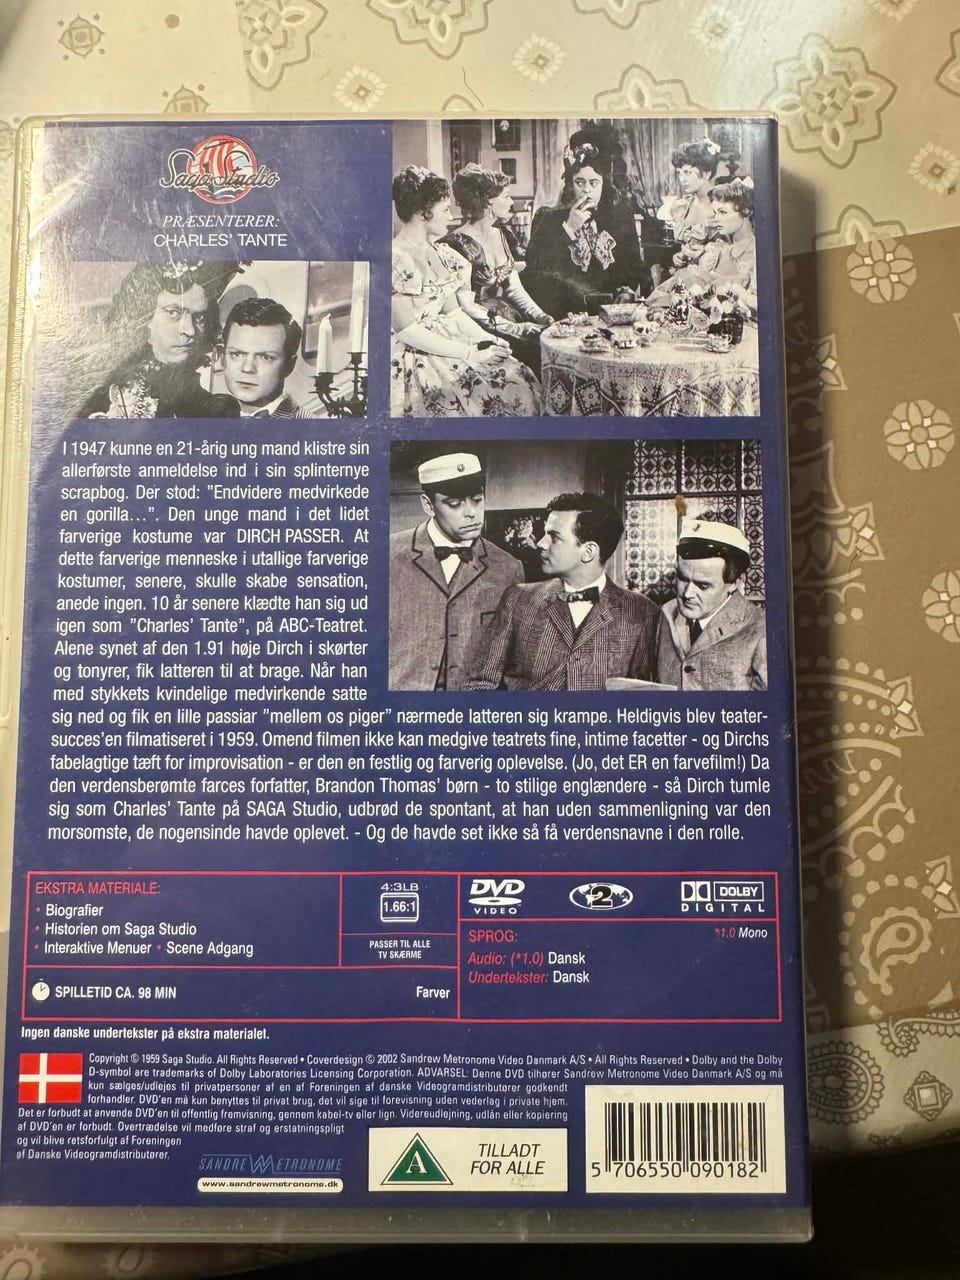 Saga Studio
PRÆSENTERER:
CHARLES' TANTE
I 1947 kunne en 21-årig ung mand klistre sin
allerførste anmeldelse ind i sin splinternye
scrapbog. Der stod: "Endvidere medvirkede
en gorilla...". Den unge mand i det lidet
farverige kostume var DIRCH PASSER. At
dette farverige menneske i utallige farverige
kostumer, senere, skulle skabe sensation,
anede ingen. 10 år senere klædte han sig ud
igen som "Charles' Tante", på ABC-Teatret.
Alene synet af den 1.91 høje Dirch i skørter
og tonyrer, fik latteren til at brage. Når han
med stykkets kvindelige medvirkende satte
sig ned og fik en lille passiar "mellem os piger" nærmede latteren sig krampe. Heldigvis blev teater-
succes'en filmatiseret i 1959. Omend filmen ikke kan medgive teatrets fine, intime facetter - og Dirchs
fabelagtige tæft for improvisation - er den en festlig og farverig oplevelse. (Jo, det ER en farvefilm!) Da
den verdensberømte farces forfatter, Brandon Thomas' børn - to stilige englændere - så Dirch tumle
sig som Charles' Tante på SAGA Studio, udbrød de spontant, at han uden sammenligning var den
morsomste, de nogensinde havde oplevet. - Og de havde set ikke så få verdensnavne i den rolle.
EKSTRA MATERIALE:
• Biografier
• Historien om Saga Studio
• Interaktive Menuer • Scene Adgang
4:3LB
1.66:1
PASSER TIL ALLE
TV SKÆRME
DVD
VIDEO
2
DOLBY
DIGITAL
SPROG:
*1.0 Mono
Audio: (*1.0) Dansk
Undertekster: Dansk
SPILLETID CA. 98 MIN
Farver
Ingen danske undertekster på ekstra materialet.
Copyright © 1959 Saga Studio. All Rights Reserved • Coverdesign © 2002 Sandrew Metronome Video Danmark A/S • All Rights Reserved • Dolby and the Dolby
D-symbol are trademarks of Dolby Laboratories Licensing Corporation. ADVARSEL: Denne DVD tilhører Sandrew Metronome Video Danmark A/S og må
kun sælges/udlejes til privatpersoner af en af Foreningen af danske Videogramdistributører godkendt
forhandler. DVD'en må kun benyttes til privat brug, det vil sige til forevisning uden vederlag i private hjem.
Det er forbudt at anvende DVD'en til offentlig fremvisning, gennem kabel-tv eller lign. Videreudlejning, udlån eller kopiering
af DVD'en er forbudt. Overtrædelse vil medføre straf og erstatningspligt
og vil blive retsforfulgt af Foreningen
af Danske Videogramdistributører.
SANDREW METRONOME
www.sandrewmetronome.dk
A
TILLADT
FOR ALLE
5 706550 090182